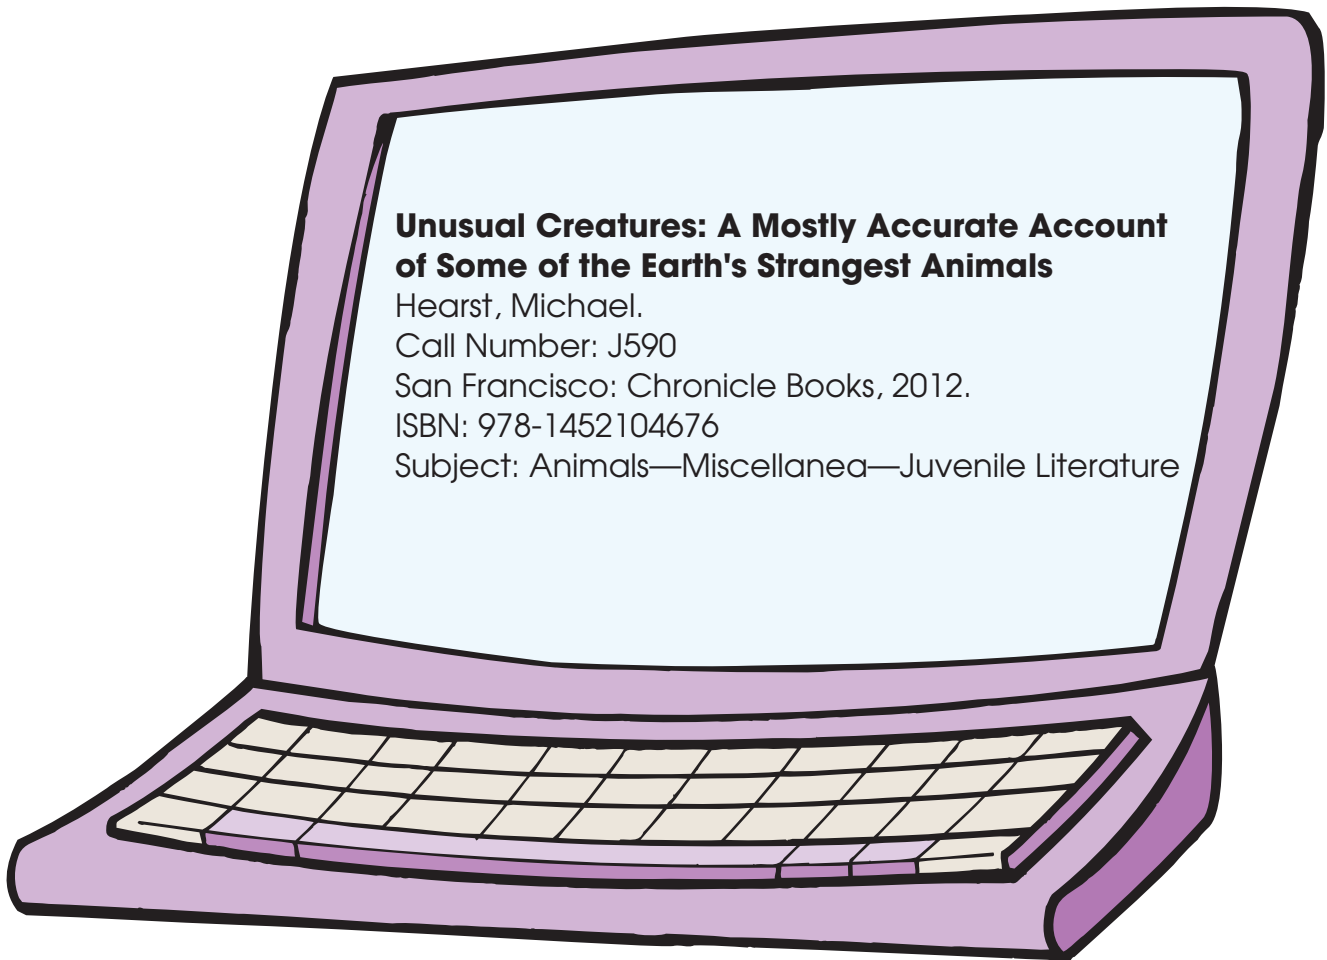 Unusual Creatures: A Mostly Accurate Account
of Some of the Earth's Strangest Animals
Hearst, Michael.
Call Number: J590
San Francisco: Chronicle Books, 2012.
ISBN: 978-1452104676
Subject: Animals—Miscellanea—Juvenile Literature